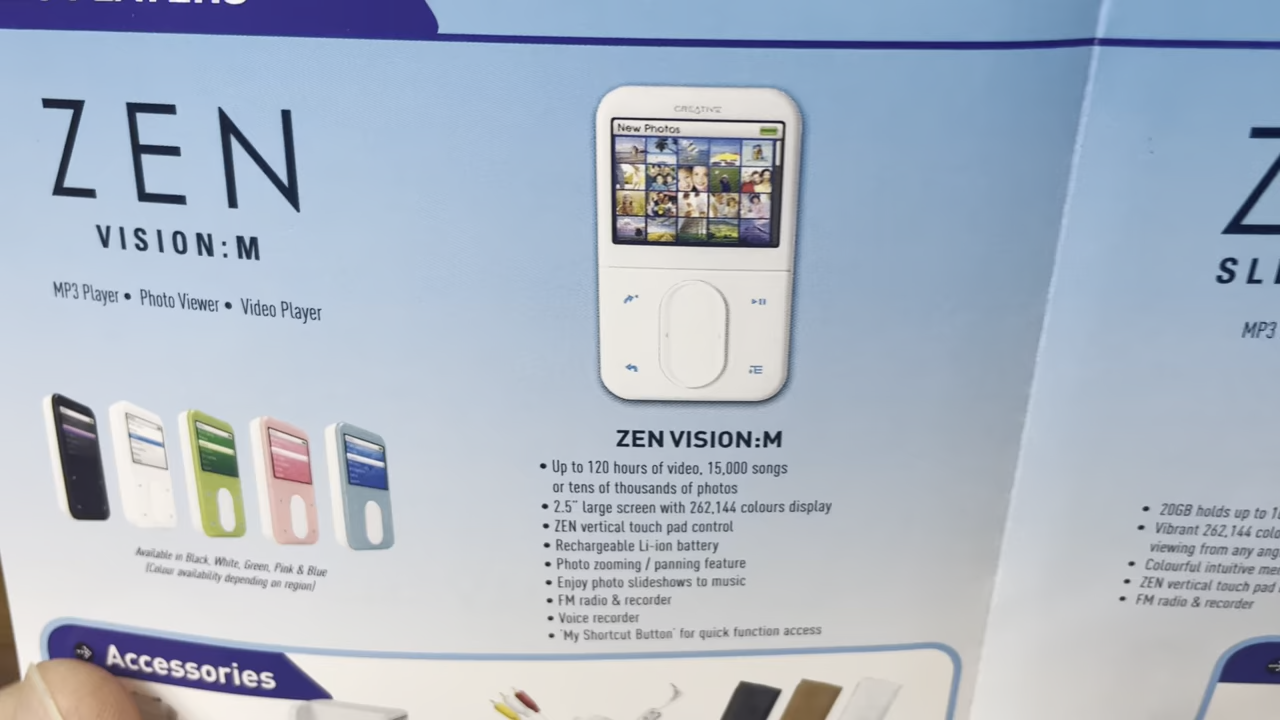 PLAYERS
ZEN
VISION:M
MP3 Player • Photo Viewer • Video Player
Available in Black, White, Green, Pink & Blue
(Colour availability depending on region)
CREATIVE
New Photos
ZEN VISION:M
• Up to 120 hours of video, 15,000 songs
or tens of thousands of photos
• 2.5" large screen with 262,144 colours display
• ZEN vertical touch pad control
• Rechargeable Li-ion battery
• Photo zooming / panning feature
• Enjoy photo slideshows to music
• FM radio & recorder
• Voice recorder
• 'My Shortcut Button' for quick function access
Accessories
Z
SL
MP3
• 20GB holds up to
• Vibrant 262,144
viewing from any
• Colourful intuitive
• ZEN vertical touch pad
• FM radio & recorder